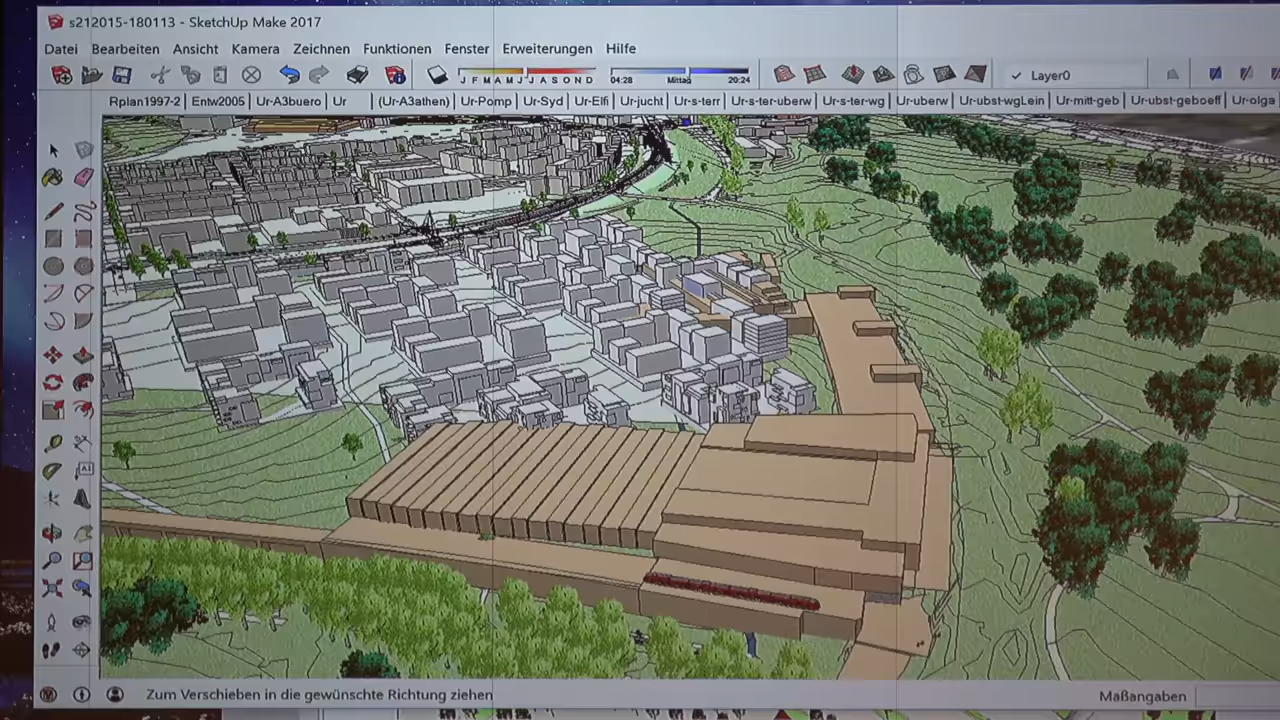 s212015-180113 - SketchUp Make 2017
Datei Bearbeiten Ansicht Kamera Zeichnen Funktionen Fenster Erweiterungen Hilfe
J F M A M J J A S O N D 04:28 Mittag 20:24 ✓ Layer0
Rplan1997-2 Entw2005 Ur-A3buero Ur (Ur-A3athen) Ur-Pomp Ur-Syd Ur-Elfi Ur-jucht Ur-s-terr Ur-s-ter-uberw Ur-s-ter-wg Ur-uberw Ur-ubst-wgLein Ur-mitt-geb Ur-ubst-geboeff Ur-olga
Zum Verschieben in die gewünschte Richtung ziehen Maßangaben